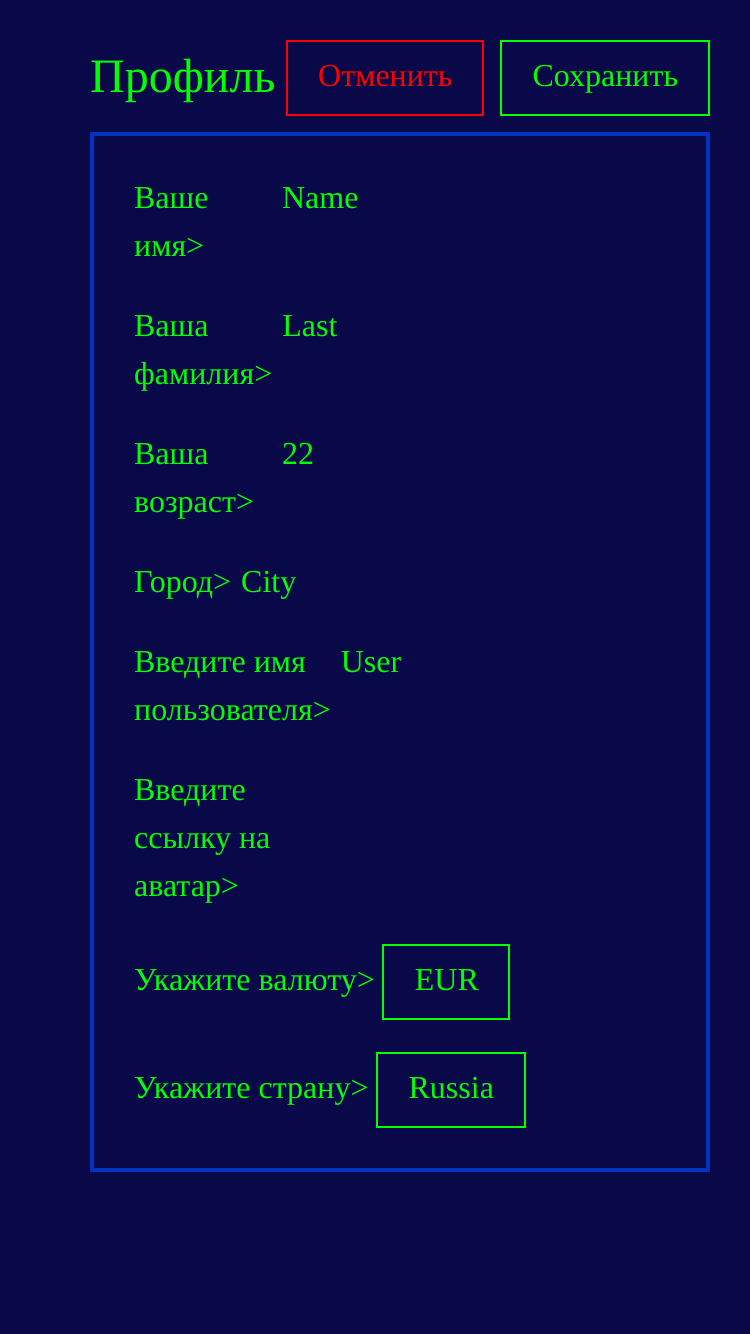 Профиль Отменить Сохранить
Ваше Name
имя>
Ваша Last
фамилия>
Ваша 22
возраст>
Город> City
Введите имя User
пользователя>
Введите
ссылку на
аватар>
Укажите валюту> EUR
Укажите страну> Russia